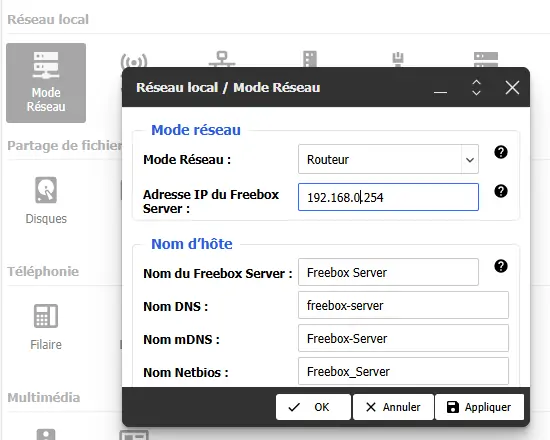 Réseau local
Mode
Réseau
Réseau local / Mode Réseau
Mode réseau
Mode Réseau :
Routeur
Adresse IP du Freebox
Server :
192.168.0.254
Partage de fichier
Disques
Nom d'hôte
Nom du Freebox Server :
Freebox Server
Nom DNS :
freebox-server
Téléphonie
Nom mDNS :
Freebox-Server
Filaire
Nom Netbios :
Freebox_Server
Multimédia
OK
Annuler
Appliquer